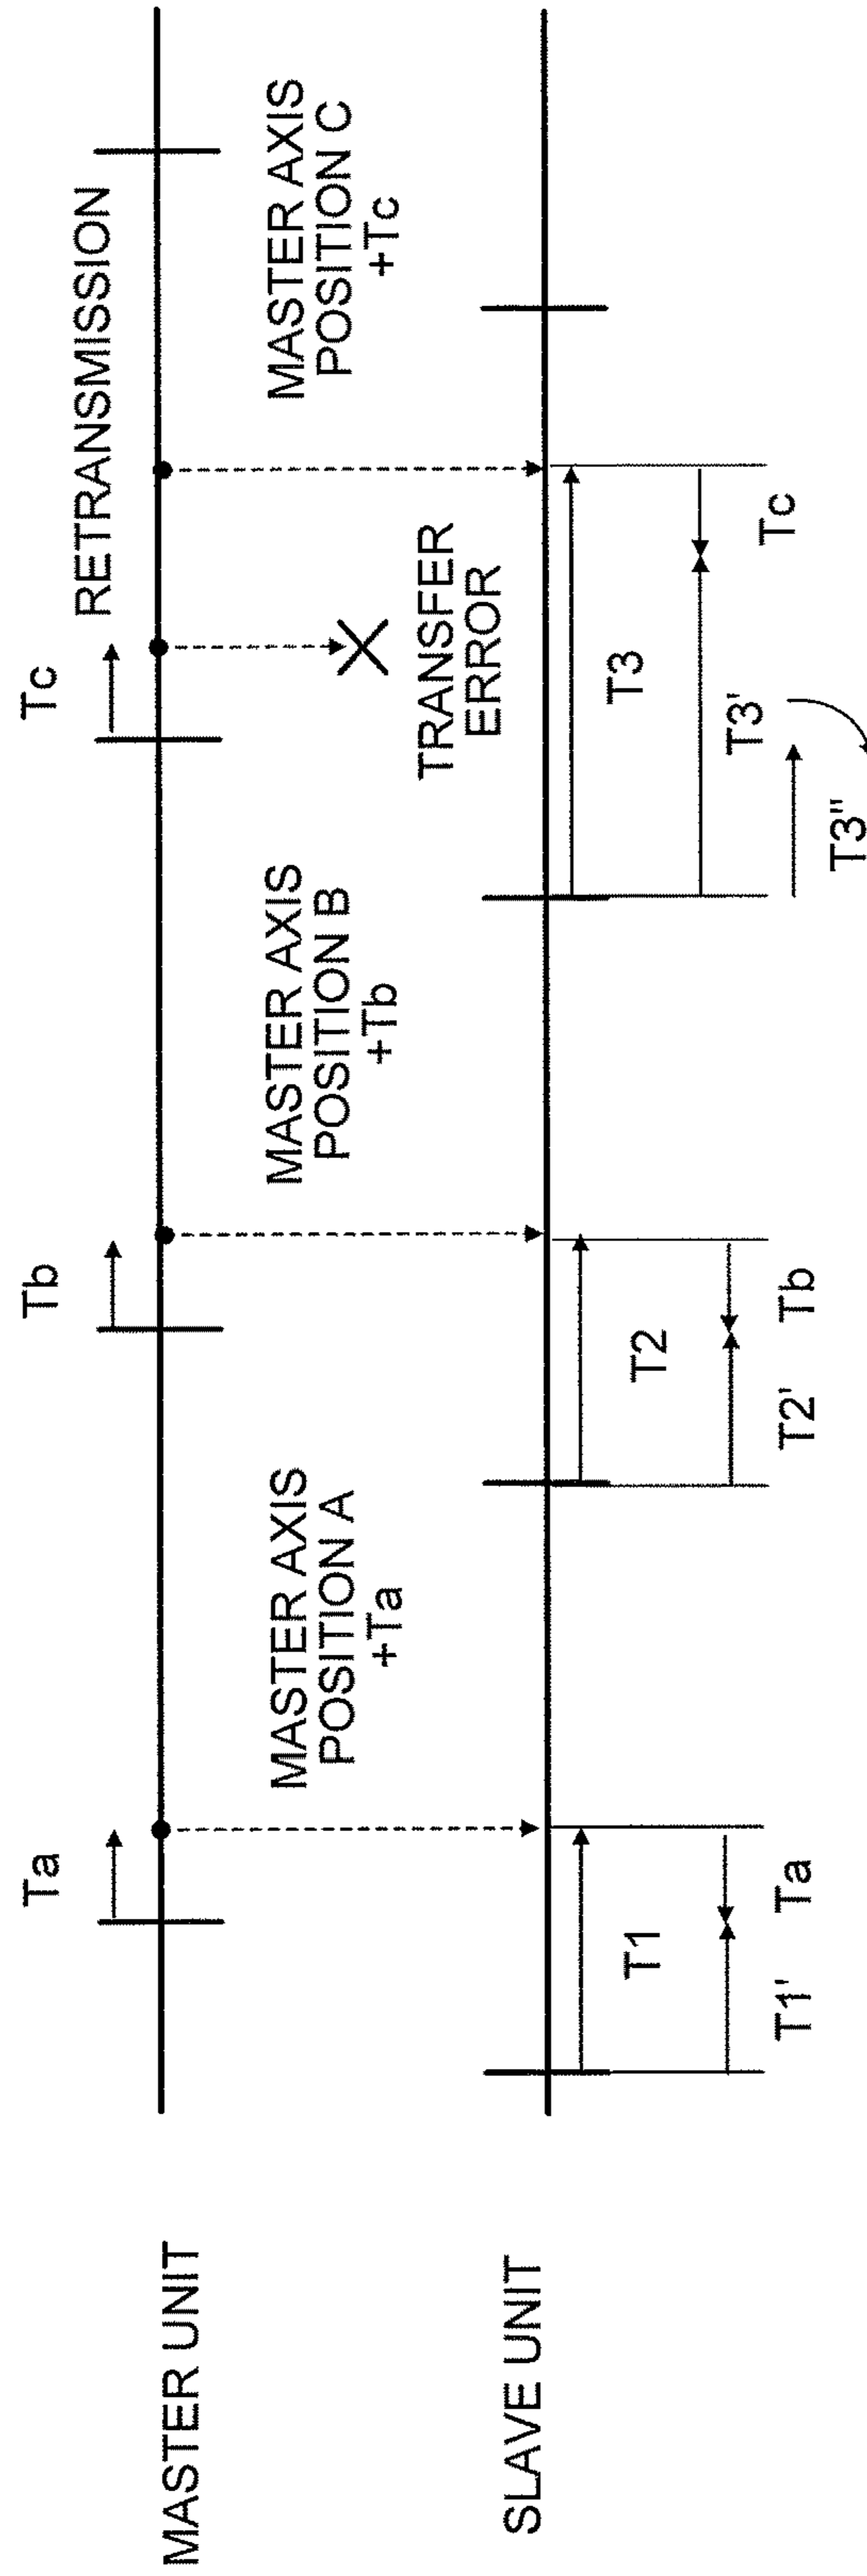 Ta
Tb
Tc
RETRANSMISSION
MASTER UNIT
MASTER AXIS
POSITION A
+Ta
MASTER AXIS
POSITION B
+Tb
MASTER AXIS
POSITION C
+Tc
TRANSFER
ERROR
SLAVE UNIT
T1
T2
T3
T1'
Ta
T2'
Tb
T3'
Tc
T3"